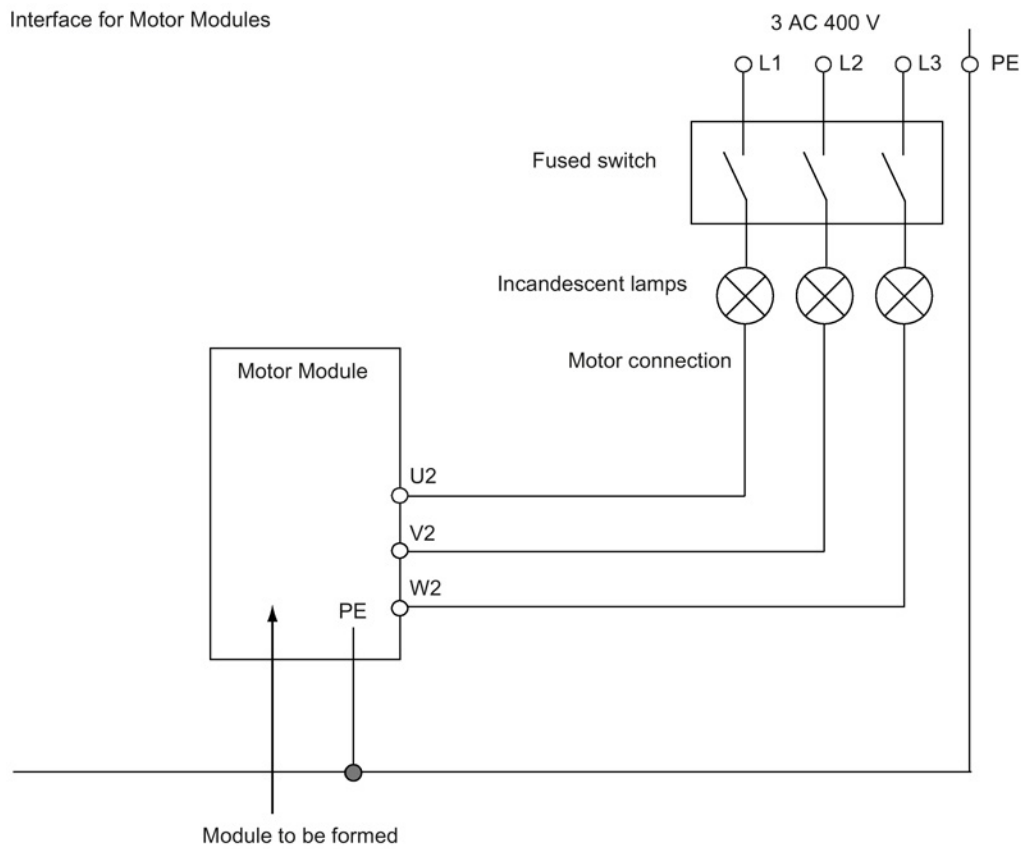 Interface for Motor Modules
3 AC 400 V
L1
L2
L3
PE
Fused switch
Incandescent lamps
Motor connection
Motor Module
U2
V2
W2
PE
Module to be formed